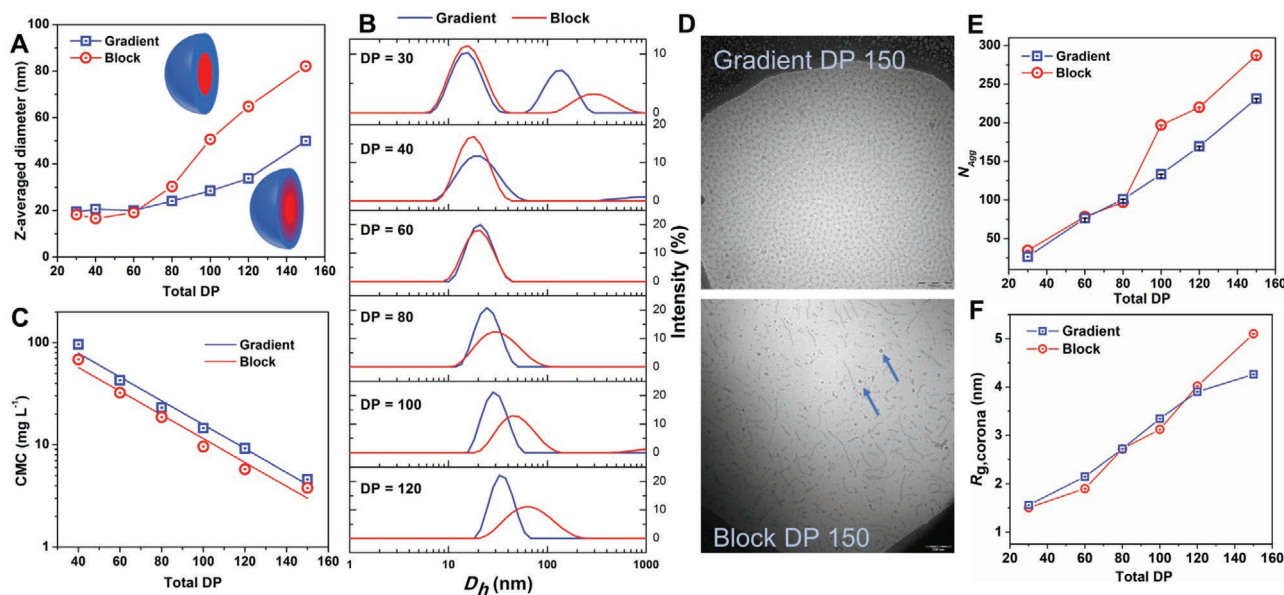 A
Z-averaged diameter (nm)
100
80
60
40
20
0
Gradient
Block
20 40 60 80 100 120 140 160
Total DP
B
Gradient Block
DP = 30
DP = 40
DP = 60
DP = 80
DP = 100
DP = 120
10
0
20
10
0
20
10
0
20
10
0
20
10
0
20
10
0
Intensity (%)
1 10 100 1000
Dh (nm)
C
CMC (mg L⁻¹)
100
10
1
Gradient
Block
40 60 80 100 120 140 160
Total DP
D
Gradient DP 150
Block DP 150
E
NAgg
300
250
200
150
100
50
Gradient
Block
20 40 60 80 100 120 140 160
Total DP
F
Rg,corona (nm)
5
4
3
2
1
Gradient
Block
20 40 60 80 100 120 140 160
Total DP